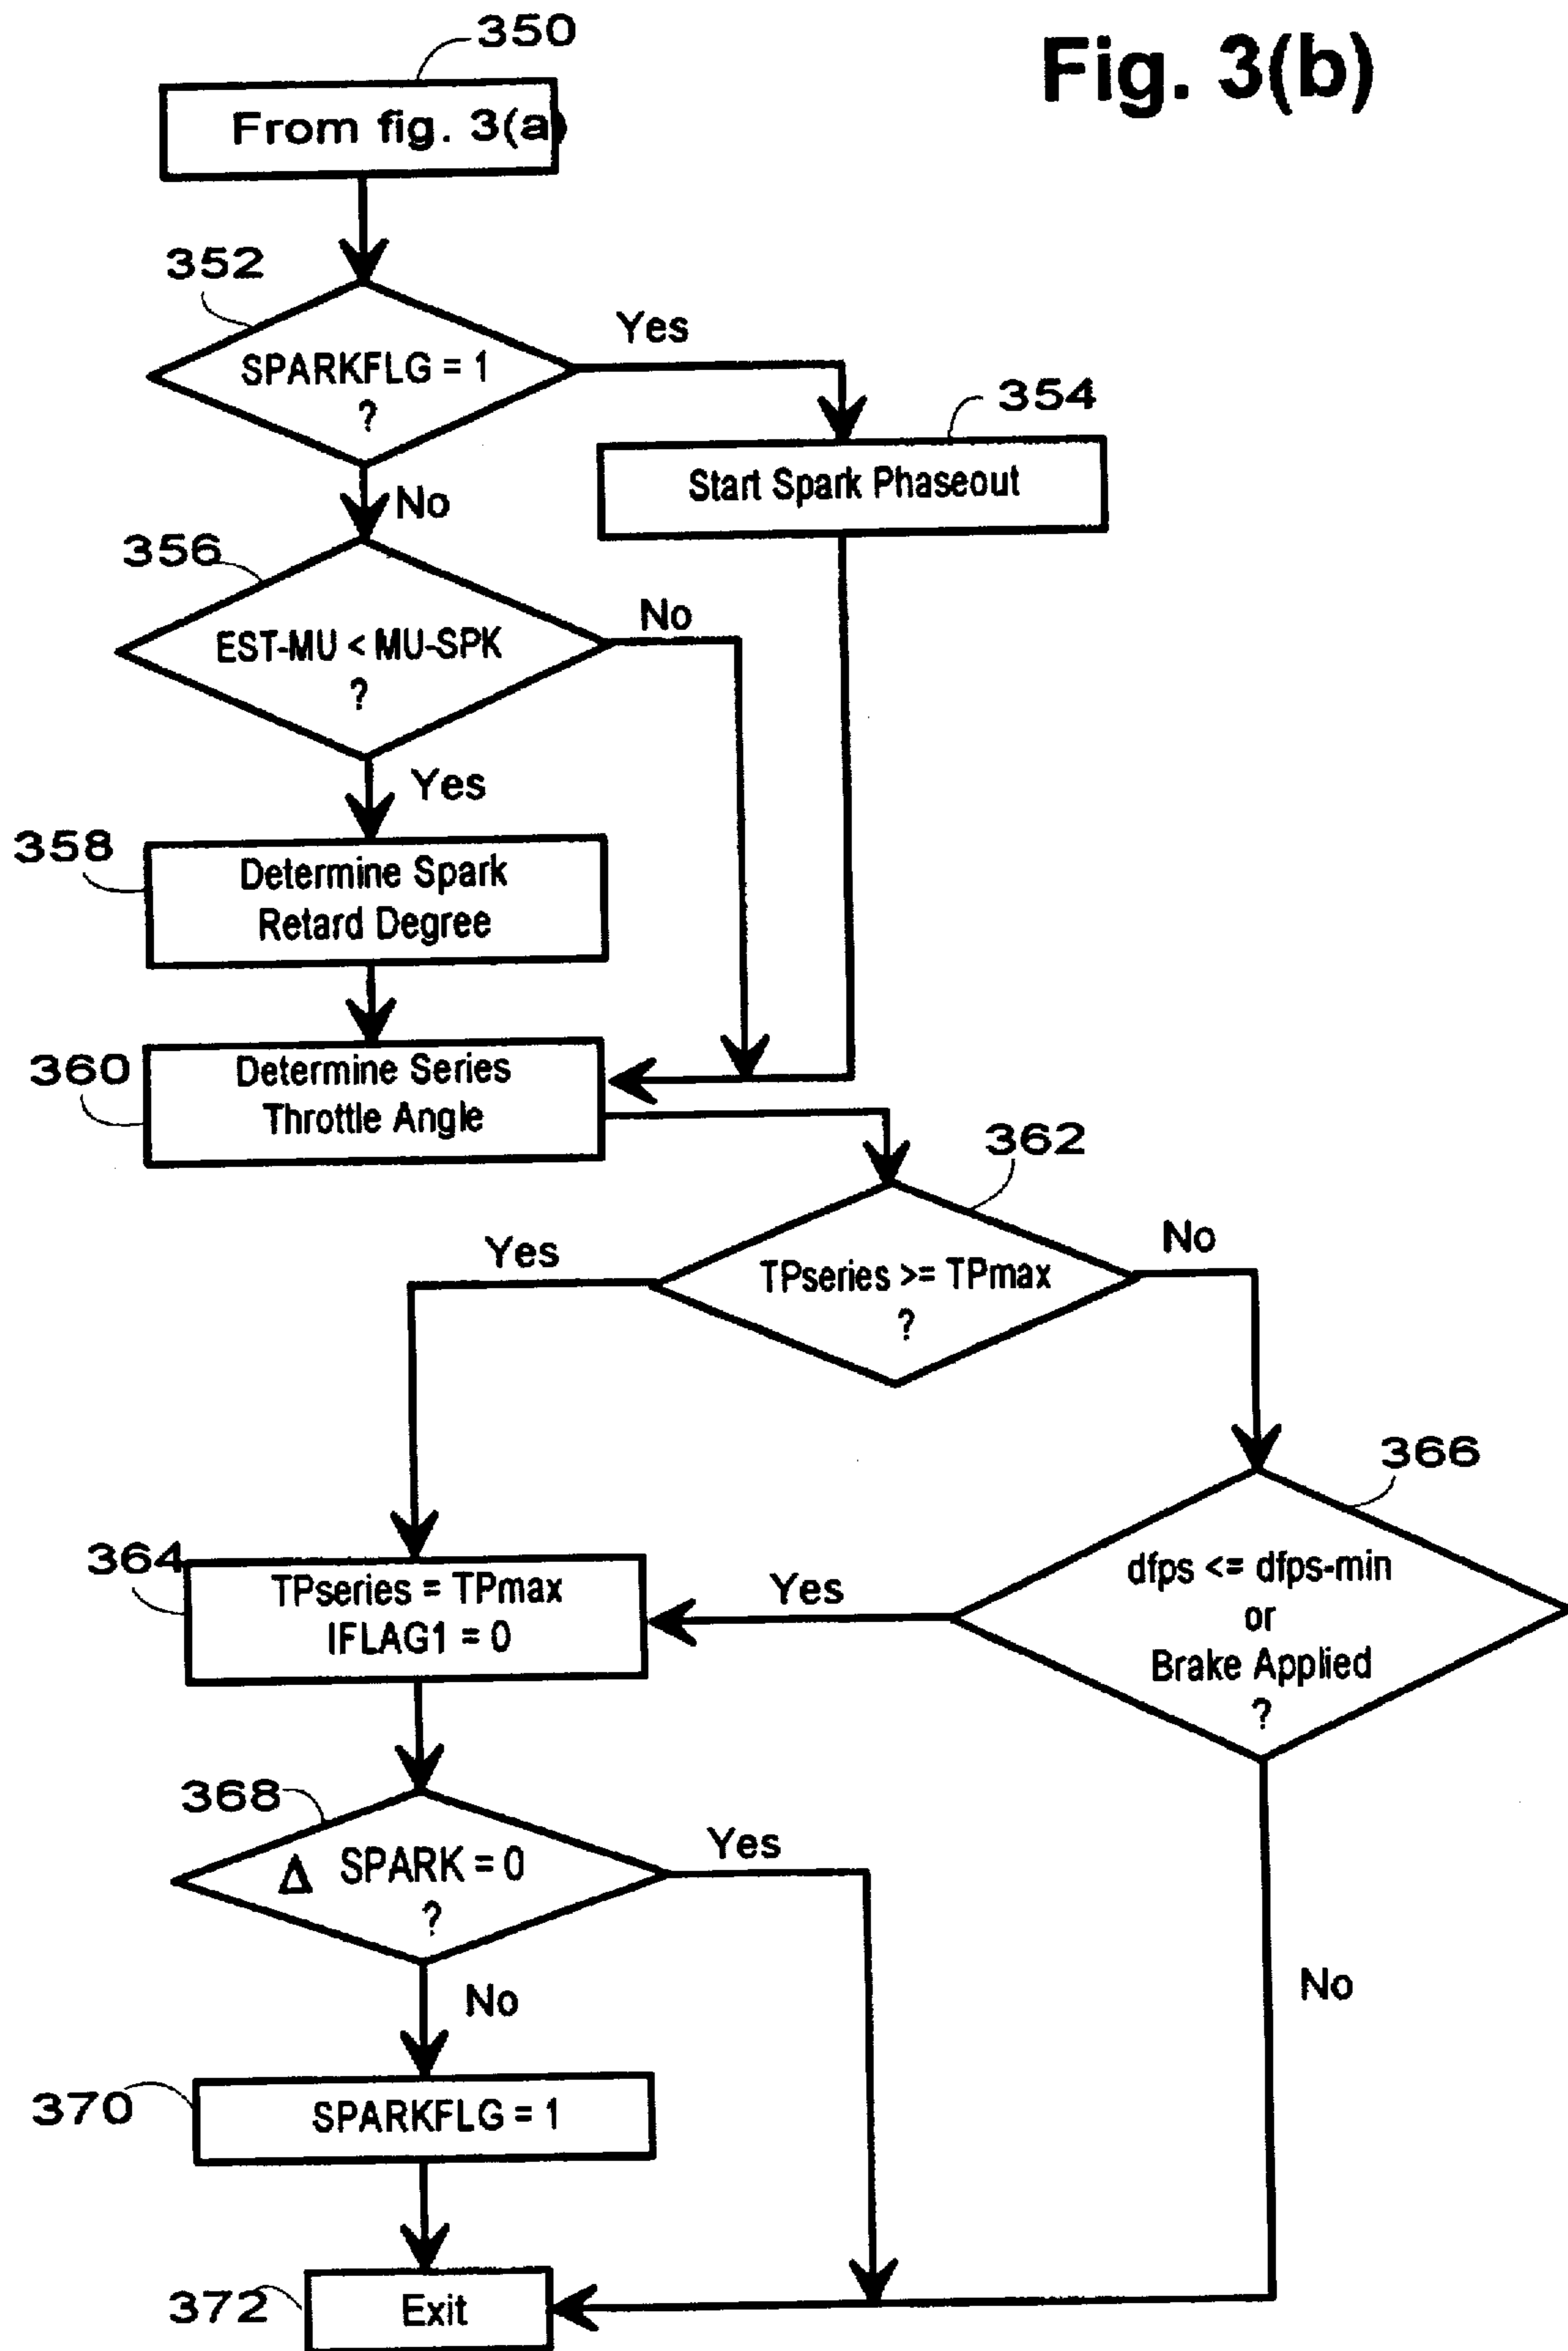 Fig. 3(b)
350
From fig. 3(a)
352
SPARKFLG = 1
?
Yes
No
354
Start Spark Phaseout
356
EST-MU < MU-SPK
?
No
Yes
358
Determine Spark
Retard Degree
360
Determine Series
Throttle Angle
362
TPseries >= TPmax
?
Yes
No
364
TPseries = TPmax
IFLAG1 = 0
366
dfps <= dfps-min
or
Brake Applied
?
Yes
No
368
Δ SPARK = 0
?
Yes
No
370
SPARKFLG = 1
372
Exit